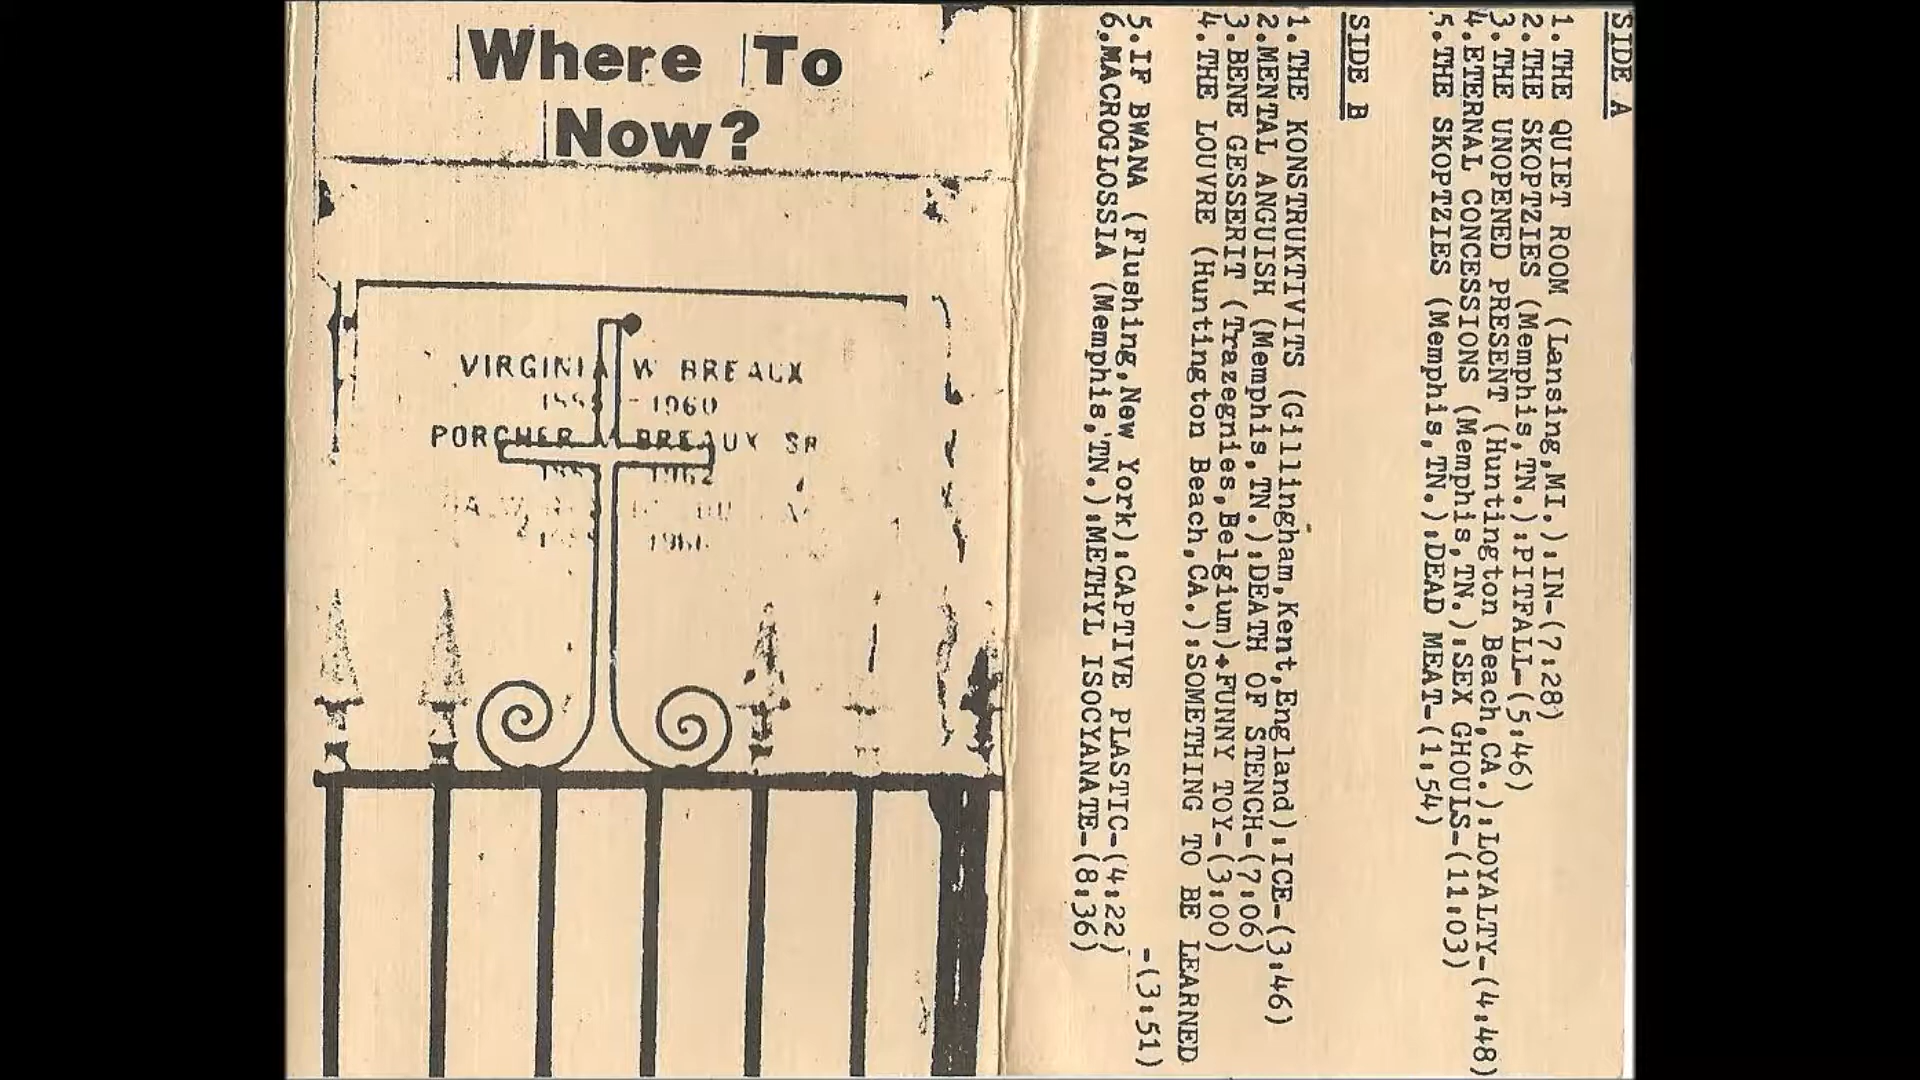 Where To
Now?
VIRGINIA W BREAUX
1960
PORCHER BREAUX SR
1962
SIDE A
1.THE QUIET ROOM (Lansing,MI.):IN-(7:28)
2.THE SKOPTZIES (Memphis,TN.):PITFALL-(5:46)
3.THE UNOPENED PRESENT (Huntington Beach,CA.):LOYALTY-(4:48)
4.ETERNAL CONCESSIONS (Memphis,TN.):SEX GHOULS-(11:03)
5.THE SKOPTZIES (Memphis,TN.):DEAD MEAT-(1:54)
SIDE B
1.THE KONSTRUKTIVITS (Gillingham,Kent,England):ICE-(3:46)
2.MENTAL ANGUISH (Memphis,TN.):DEATH OF STENCH-(7:06)
3.BENE GESSERIT (Trazegnies,Belgium):FUNNY TOY-(3:00)
4.THE LOUVRE (Huntington Beach,CA.):SOMETHING TO BE LEARNED
-(3:51)
5.IF BWANA (Flushing,New York):CAPTIVE PLASTIC-(4:22)
6.MACROGLOSSIA (Memphis,TN.):METHYL ISOCYANATE-(8:36)